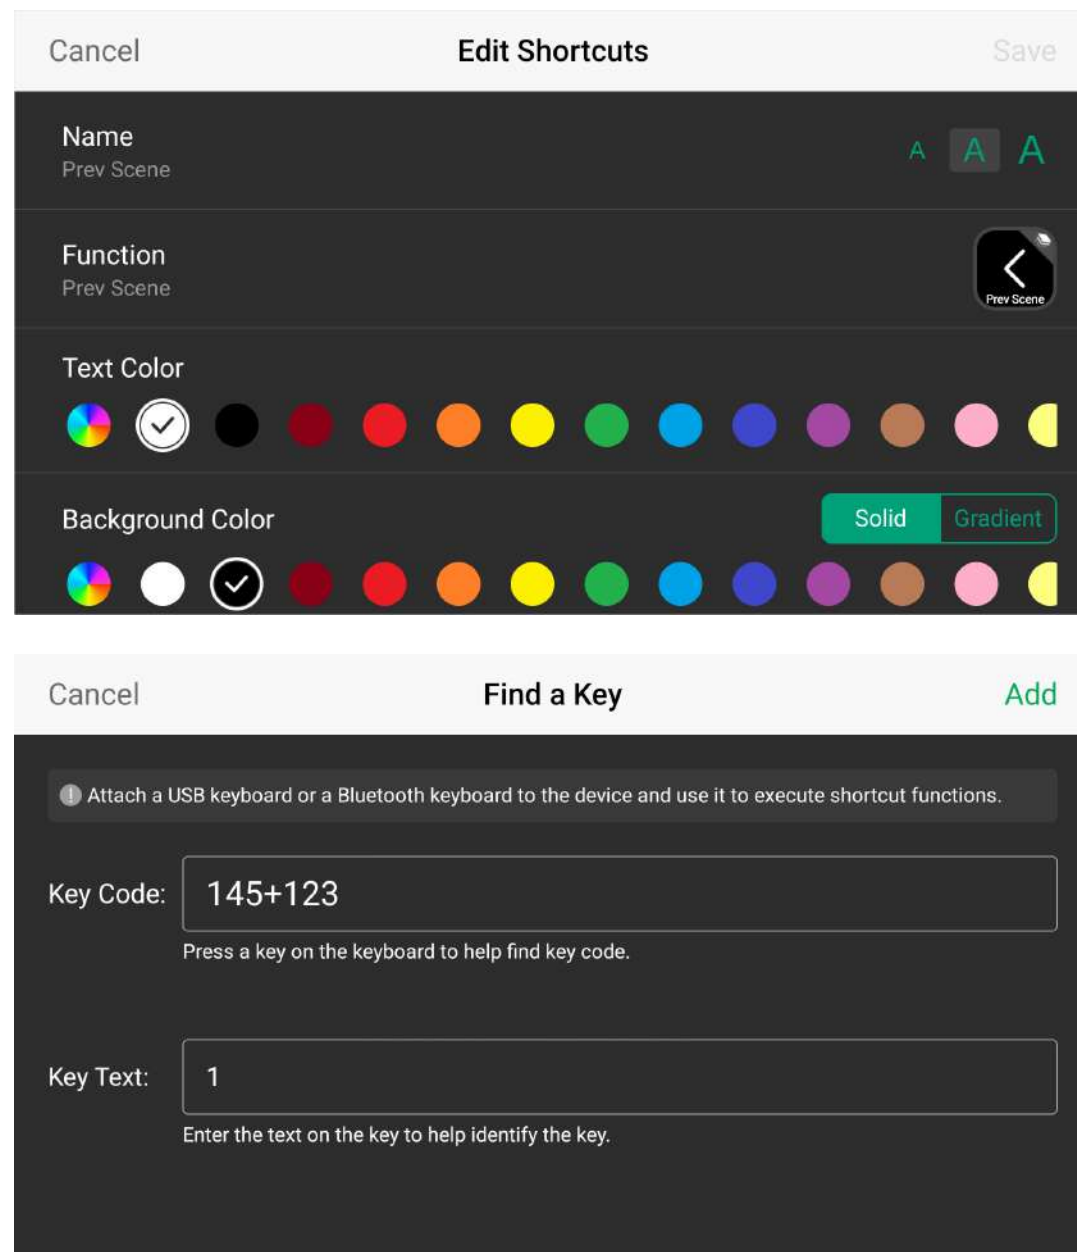 Cancel Edit Shortcuts Save
Name
Prev Scene
A A A
Function
Prev Scene
Prev Scene
Text Color
Background Color Solid Gradient
Cancel Find a Key Add
! Attach a USB keyboard or a Bluetooth keyboard to the device and use it to execute shortcut functions.
Key Code: 145+123
Press a key on the keyboard to help find key code.
Key Text: 1
Enter the text on the key to help identify the key.